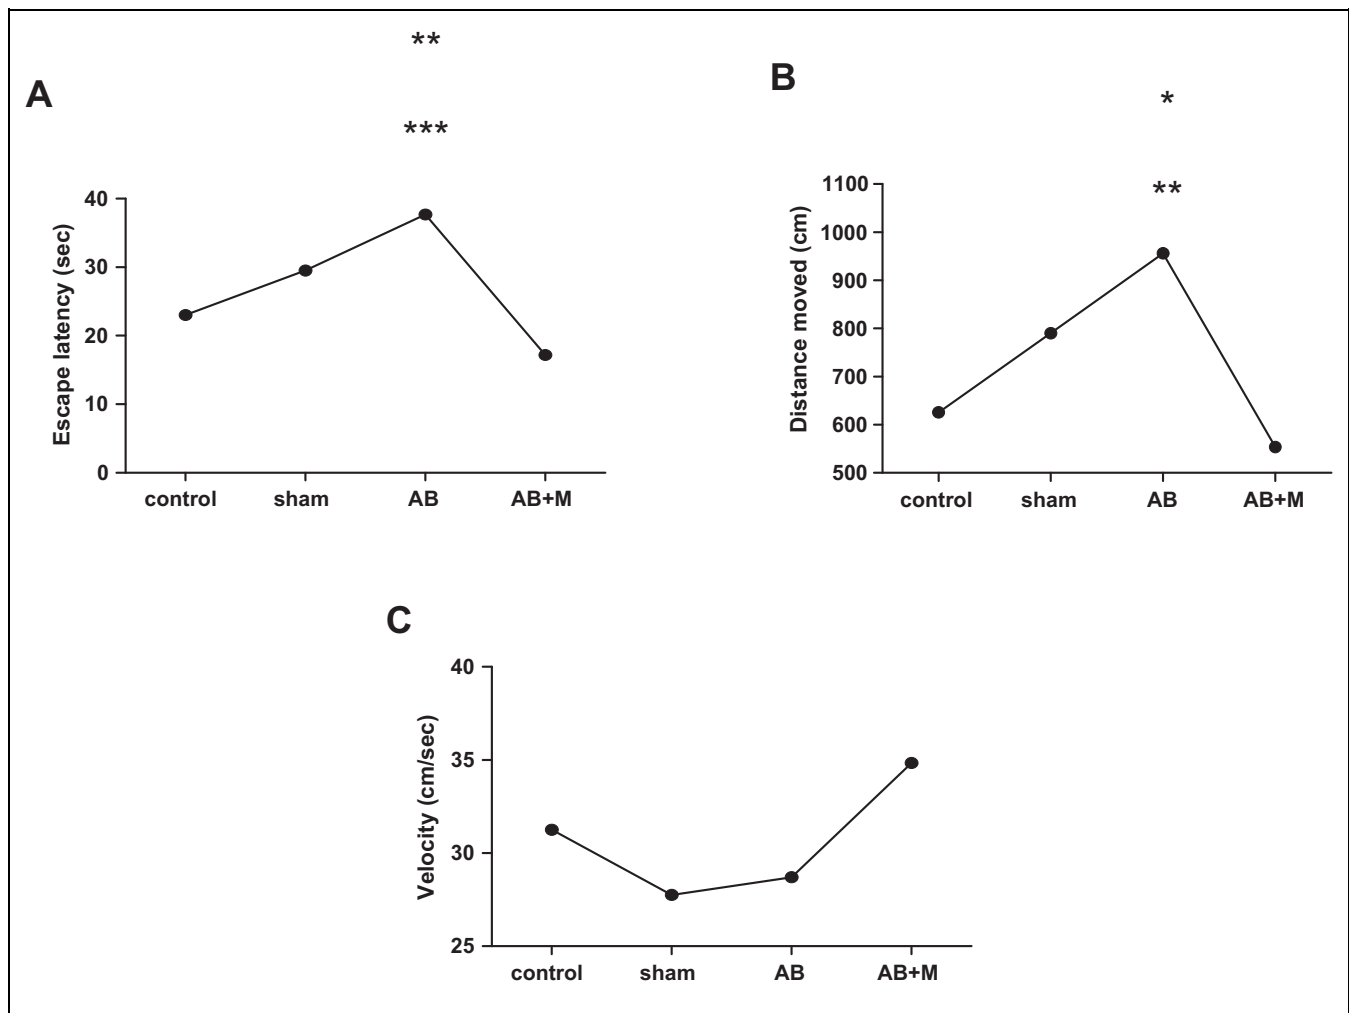 **
A
***
Escape latency (sec)
40
30
20
10
0
control sham AB AB+M
B
*
**
Distance moved (cm)
1100
1000
900
800
700
600
500
control sham AB AB+M
C
Velocity (cm/sec)
40
35
30
25
control sham AB AB+M